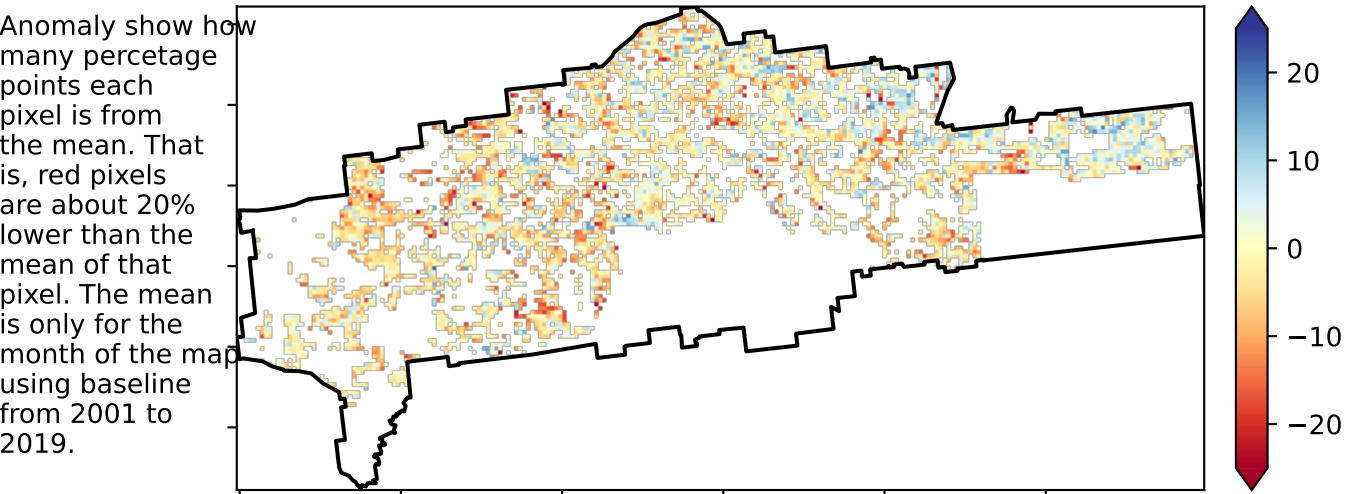 Anomaly show how
many percetage
points each
pixel is from
the mean. That
is, red pixels
are about 20%
lower than the
mean of that
pixel. The mean
is only for the
month of the map
using baseline
from 2001 to
2019.
20
10
0
−10
−20